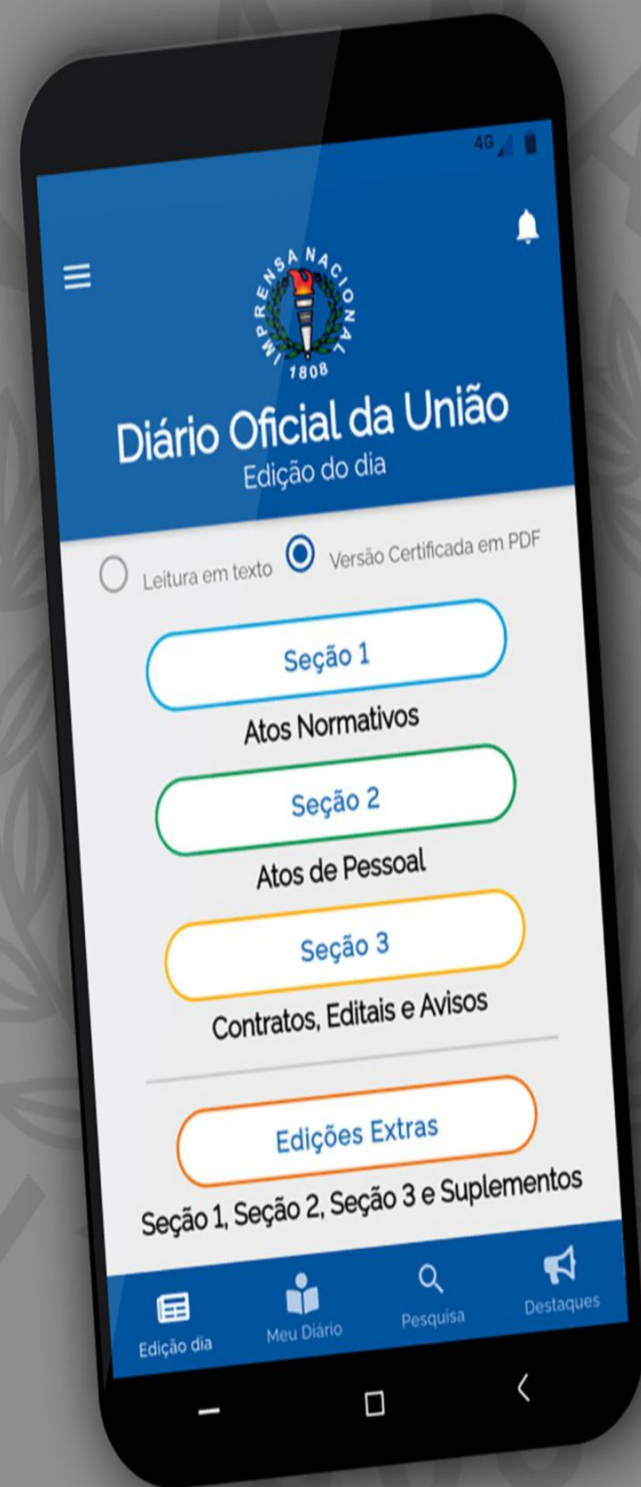 4G
IMPRENSA NACIONAL
1808
Diário Oficial da União
Edição do dia
Leitura em texto Versão Certificada em PDF
Seção 1
Atos Normativos
Seção 2
Atos de Pessoal
Seção 3
Contratos, Editais e Avisos
Edições Extras
Seção 1, Seção 2, Seção 3 e Suplementos
Edição dia Meu Diário Pesquisa Destaques